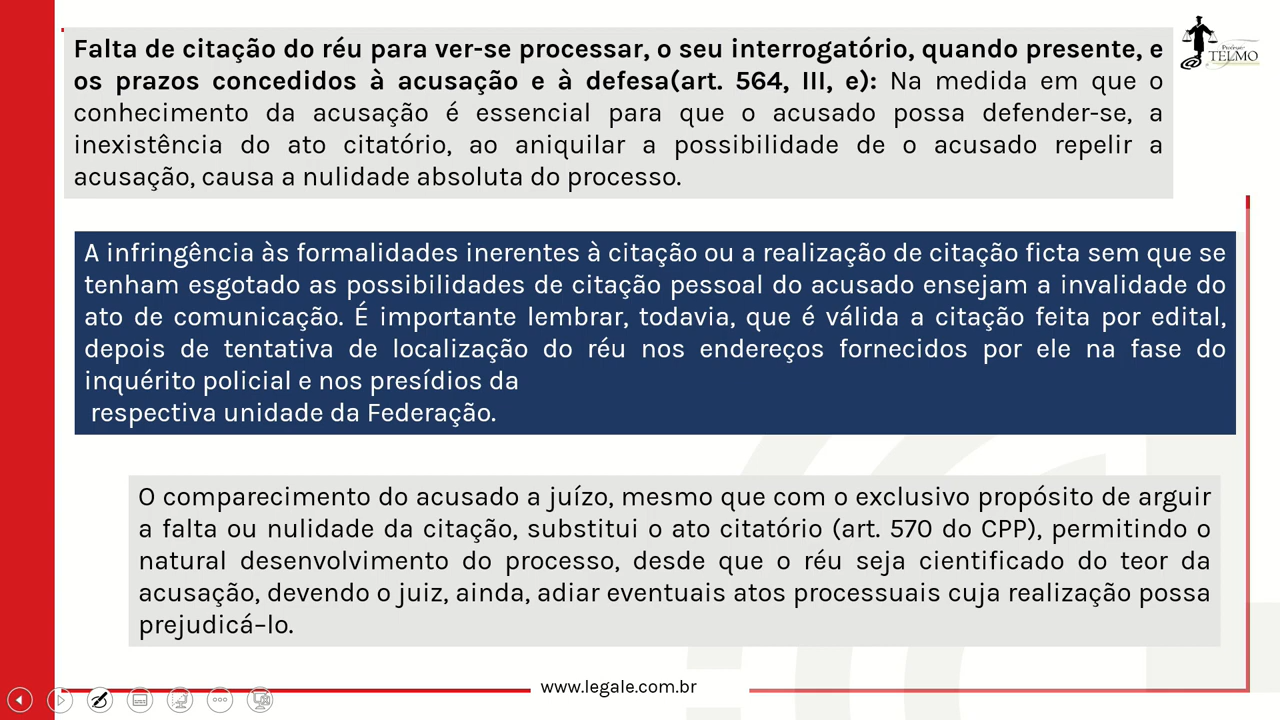 Falta de citação do réu para ver-se processar, o seu interrogatório, quando presente, e
os prazos concedidos à acusação e à defesa(art. 564, III, e): Na medida em que o
conhecimento da acusação é essencial para que o acusado possa defender-se, a
inexistência do ato citatório, ao aniquilar a possibilidade de o acusado repelir a
acusação, causa a nulidade absoluta do processo.
Professor
TELMO
A infringência às formalidades inerentes à citação ou a realização de citação ficta sem que se
tenham esgotado as possibilidades de citação pessoal do acusado ensejam a invalidade do
ato de comunicação. É importante lembrar, todavia, que é válida a citação feita por edital,
depois de tentativa de localização do réu nos endereços fornecidos por ele na fase do
inquérito policial e nos presídios da
respectiva unidade da Federação.
O comparecimento do acusado a juízo, mesmo que com o exclusivo propósito de arguir
a falta ou nulidade da citação, substitui o ato citatório (art. 570 do CPP), permitindo o
natural desenvolvimento do processo, desde que o réu seja cientificado do teor da
acusação, devendo o juiz, ainda, adiar eventuais atos processuais cuja realização possa
prejudicá–lo.
www.legale.com.br